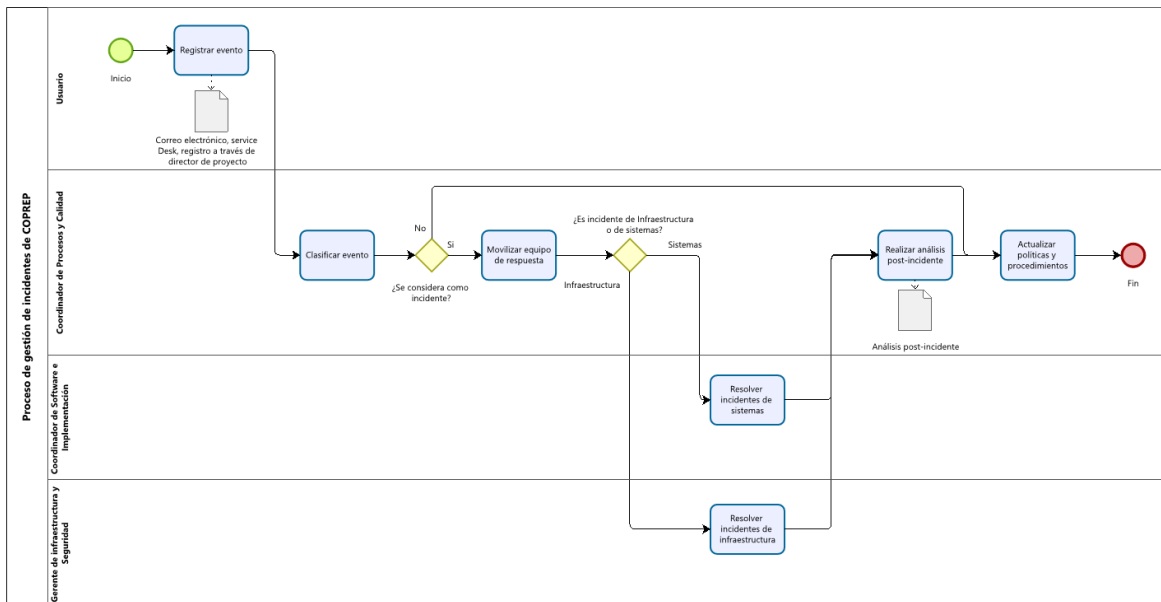 Proceso de gestión de incidentes de COPREP
Usuario
Inicio
Registrar evento
Correo electrónico, service
Desk, registro a través de
director de proyecto
Coordinador de Procesos y Calidad
Clasificar evento
No
Si
¿Se considera como
incidente?
Movilizar equipo
de respuesta
¿Es incidente de Infraestructura
o de sistemas?
Sistemas
Infraestructura
Realizar análisis
post-incidente
Análisis post-incidente
Actualizar
políticas y
procedimientos
Fin
Coordinador de Software e
Implementación
Resolver
incidentes de
sistemas
Gerente de infraestructura y
Seguridad
Resolver
incidentes de
infraestructura